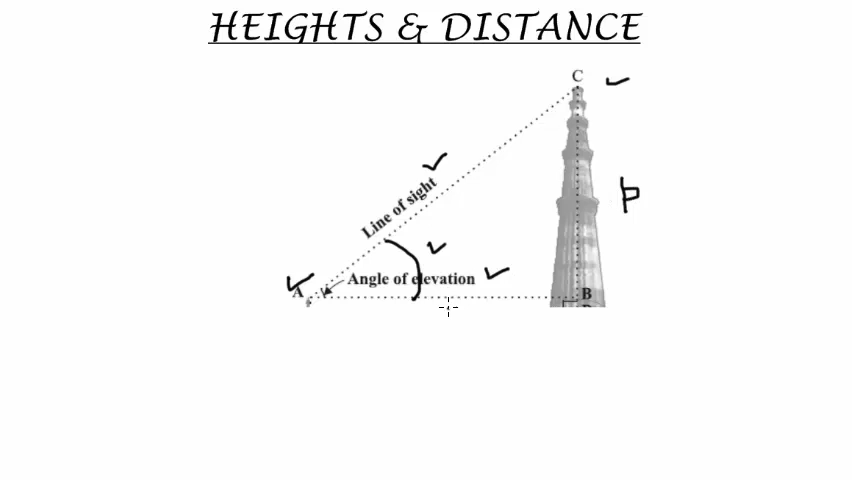 HEIGHTS & DISTANCE
C
Line of sight
p
Angle of elevation
A
B